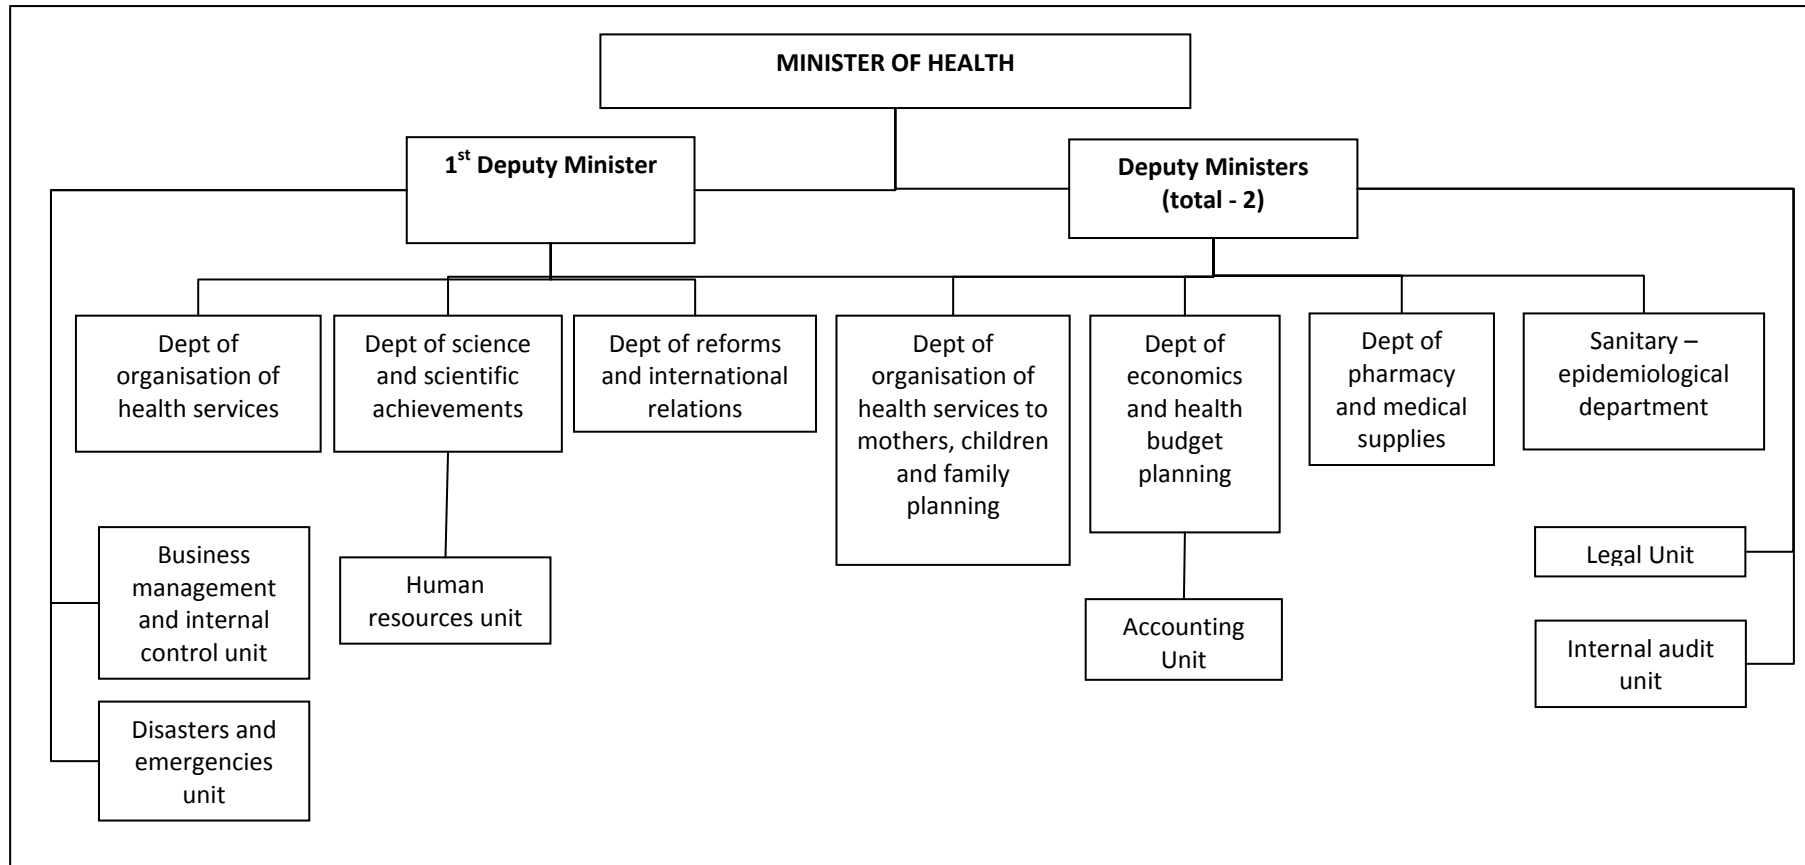 MINISTER OF HEALTH
1st Deputy Minister
Deputy Ministers
(total - 2)
Dept of
organisation of
health services
Dept of science
and scientific
achievements
Dept of reforms
and international
relations
Dept of
organisation of
health services to
mothers, children
and family
planning
Dept of
economics
and health
budget
planning
Dept of
pharmacy
and medical
supplies
Sanitary –
epidemiological
department
Business
management
and internal
control unit
Human
resources unit
Accounting
Unit
Legal Unit
Internal audit
unit
Disasters and
emergencies
unit